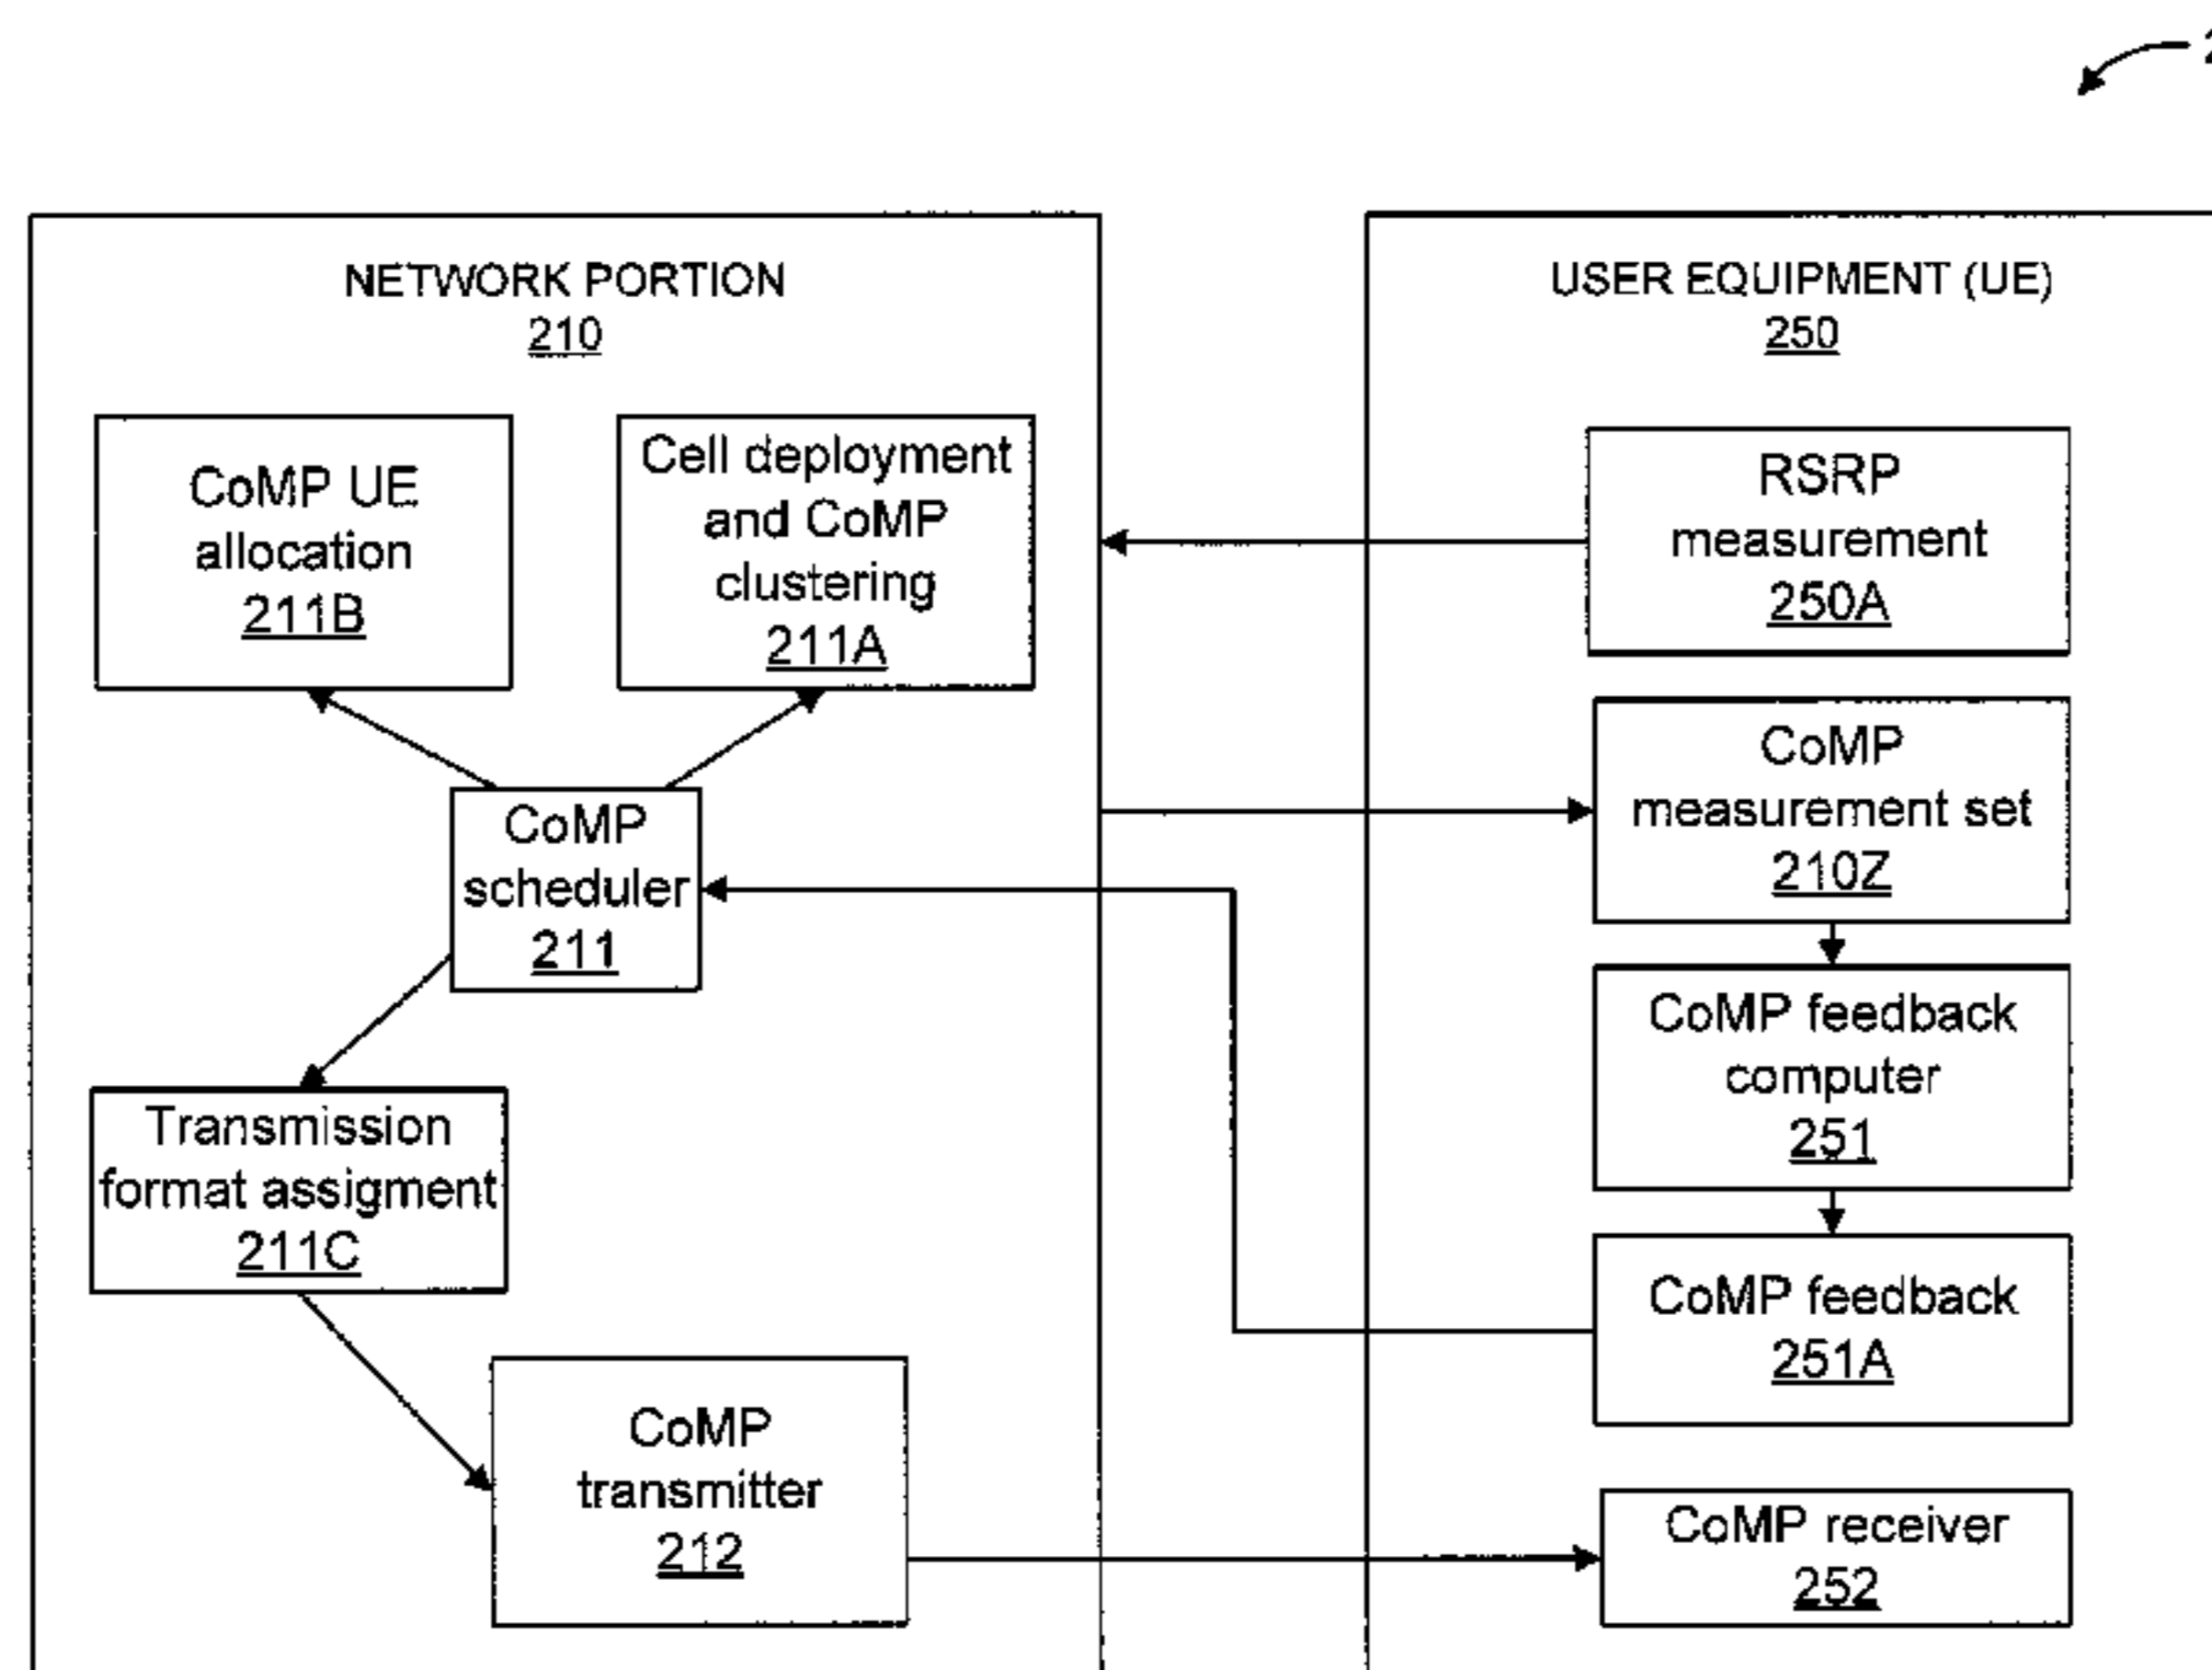 NETWORK PORTION
210
CoMP UE
allocation
211B
Cell deployment
and CoMP
clustering
211A
CoMP
scheduler
211
Transmission
format assigment
211C
CoMP
transmitter
212
USER EQUIPMENT (UE)
250
RSRP
measurement
250A
CoMP
measurement set
210Z
CoMP feedback
computer
251
CoMP feedback
251A
CoMP receiver
252